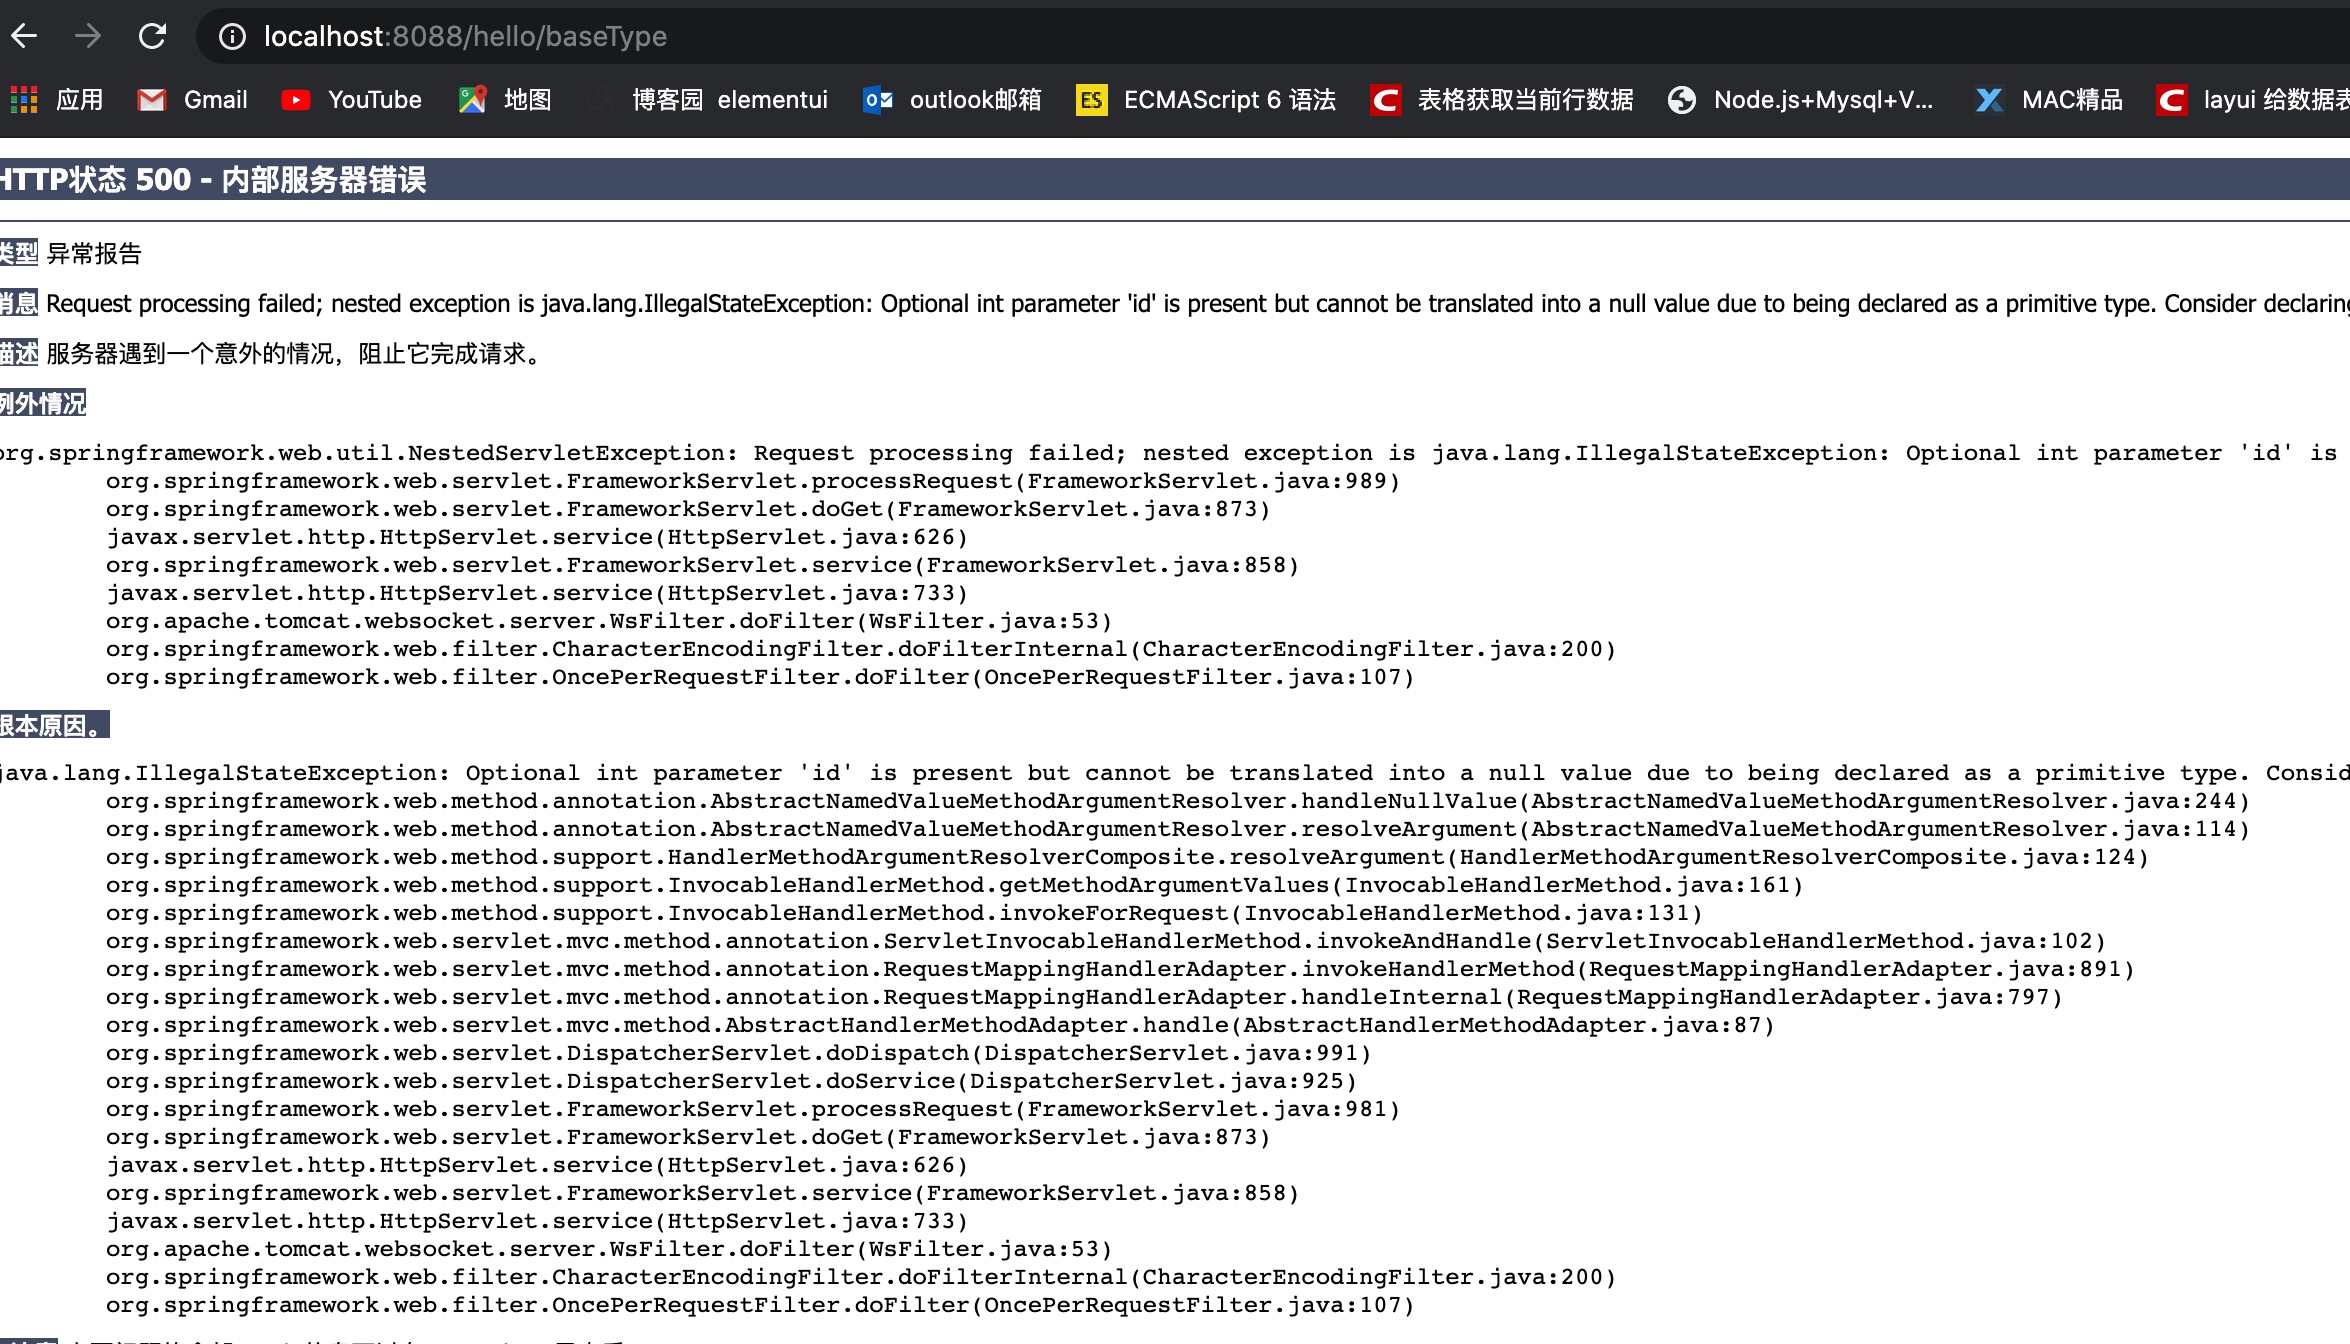 localhost:8088/hello/baseType
应用 Gmail YouTube 地图 博客园 elementui outlook邮箱 ECMAScript 6 语法 表格获取当前行数据 Node.js+Mysql+V... MAC精品 layui 给数据表
HTTP状态 500 - 内部服务器错误
类型 异常报告
消息 Request processing failed; nested exception is java.lang.IllegalStateException: Optional int parameter 'id' is present but cannot be translated into a null value due to being declared as a primitive type. Consider declaring
描述 服务器遇到一个意外的情况，阻止它完成请求。
例外情况
org.springframework.web.util.NestedServletException: Request processing failed; nested exception is java.lang.IllegalStateException: Optional int parameter 'id' is
org.springframework.web.servlet.FrameworkServlet.processRequest(FrameworkServlet.java:989)
org.springframework.web.servlet.FrameworkServlet.doGet(FrameworkServlet.java:873)
javax.servlet.http.HttpServlet.service(HttpServlet.java:626)
org.springframework.web.servlet.FrameworkServlet.service(FrameworkServlet.java:858)
javax.servlet.http.HttpServlet.service(HttpServlet.java:733)
org.apache.tomcat.websocket.server.WsFilter.doFilter(WsFilter.java:53)
org.springframework.web.filter.CharacterEncodingFilter.doFilterInternal(CharacterEncodingFilter.java:200)
org.springframework.web.filter.OncePerRequestFilter.doFilter(OncePerRequestFilter.java:107)
根本原因。
java.lang.IllegalStateException: Optional int parameter 'id' is present but cannot be translated into a null value due to being declared as a primitive type. Consid
org.springframework.web.method.annotation.AbstractNamedValueMethodArgumentResolver.handleNullValue(AbstractNamedValueMethodArgumentResolver.java:244)
org.springframework.web.method.annotation.AbstractNamedValueMethodArgumentResolver.resolveArgument(AbstractNamedValueMethodArgumentResolver.java:114)
org.springframework.web.method.support.HandlerMethodArgumentResolverComposite.resolveArgument(HandlerMethodArgumentResolverComposite.java:124)
org.springframework.web.method.support.InvocableHandlerMethod.getMethodArgumentValues(InvocableHandlerMethod.java:161)
org.springframework.web.method.support.InvocableHandlerMethod.invokeForRequest(InvocableHandlerMethod.java:131)
org.springframework.web.servlet.mvc.method.annotation.ServletInvocableHandlerMethod.invokeAndHandle(ServletInvocableHandlerMethod.java:102)
org.springframework.web.servlet.mvc.method.annotation.RequestMappingHandlerAdapter.invokeHandlerMethod(RequestMappingHandlerAdapter.java:891)
org.springframework.web.servlet.mvc.method.annotation.RequestMappingHandlerAdapter.handleInternal(RequestMappingHandlerAdapter.java:797)
org.springframework.web.servlet.mvc.method.AbstractHandlerMethodAdapter.handle(AbstractHandlerMethodAdapter.java:87)
org.springframework.web.servlet.DispatcherServlet.doDispatch(DispatcherServlet.java:991)
org.springframework.web.servlet.DispatcherServlet.doService(DispatcherServlet.java:925)
org.springframework.web.servlet.FrameworkServlet.processRequest(FrameworkServlet.java:981)
org.springframework.web.servlet.FrameworkServlet.doGet(FrameworkServlet.java:873)
javax.servlet.http.HttpServlet.service(HttpServlet.java:626)
org.springframework.web.servlet.FrameworkServlet.service(FrameworkServlet.java:858)
javax.servlet.http.HttpServlet.service(HttpServlet.java:733)
org.apache.tomcat.websocket.server.WsFilter.doFilter(WsFilter.java:53)
org.springframework.web.filter.CharacterEncodingFilter.doFilterInternal(CharacterEncodingFilter.java:200)
org.springframework.web.filter.OncePerRequestFilter.doFilter(OncePerRequestFilter.java:107)